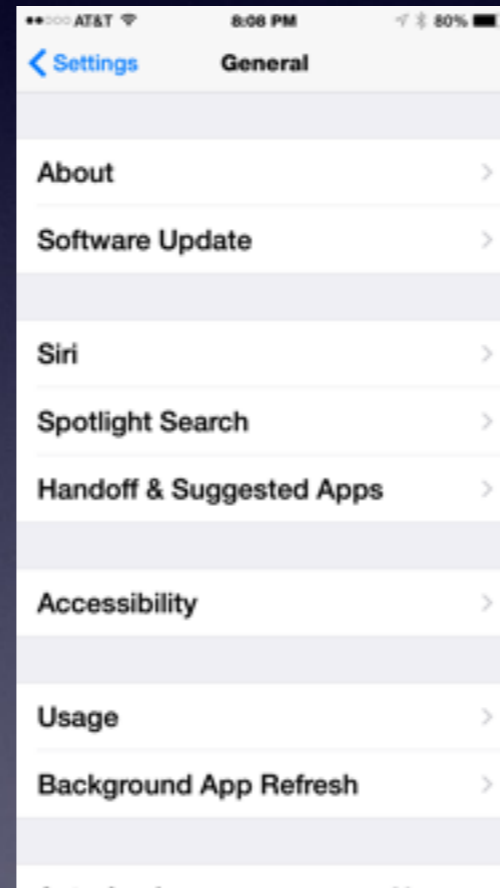 AT&T 8:08 PM 80%
Settings General
About
Software Update
Siri
Spotlight Search
Handoff & Suggested Apps
Accessibility
Usage
Background App Refresh